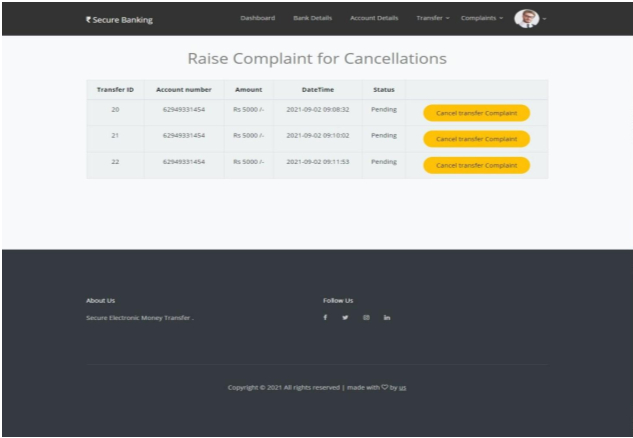 ₹ Secure Banking Dashboard Bank Details Account Details Transfer Complaints
Raise Complaint for Cancellations
Transfer ID Account number Amount DateTime Status
20 62949331454 Rs 5000 /- 2021-09-02 09:08:32 Pending Cancel transfer Complaint
21 62949331454 Rs 5000 /- 2021-09-02 09:10:02 Pending Cancel transfer Complaint
22 62949331454 Rs 5000 /- 2021-09-02 09:11:53 Pending Cancel transfer Complaint
About Us Follow Us
Secure Electronic Money Transfer .
Copyright © 2021 All rights reserved | made with ♡ by us